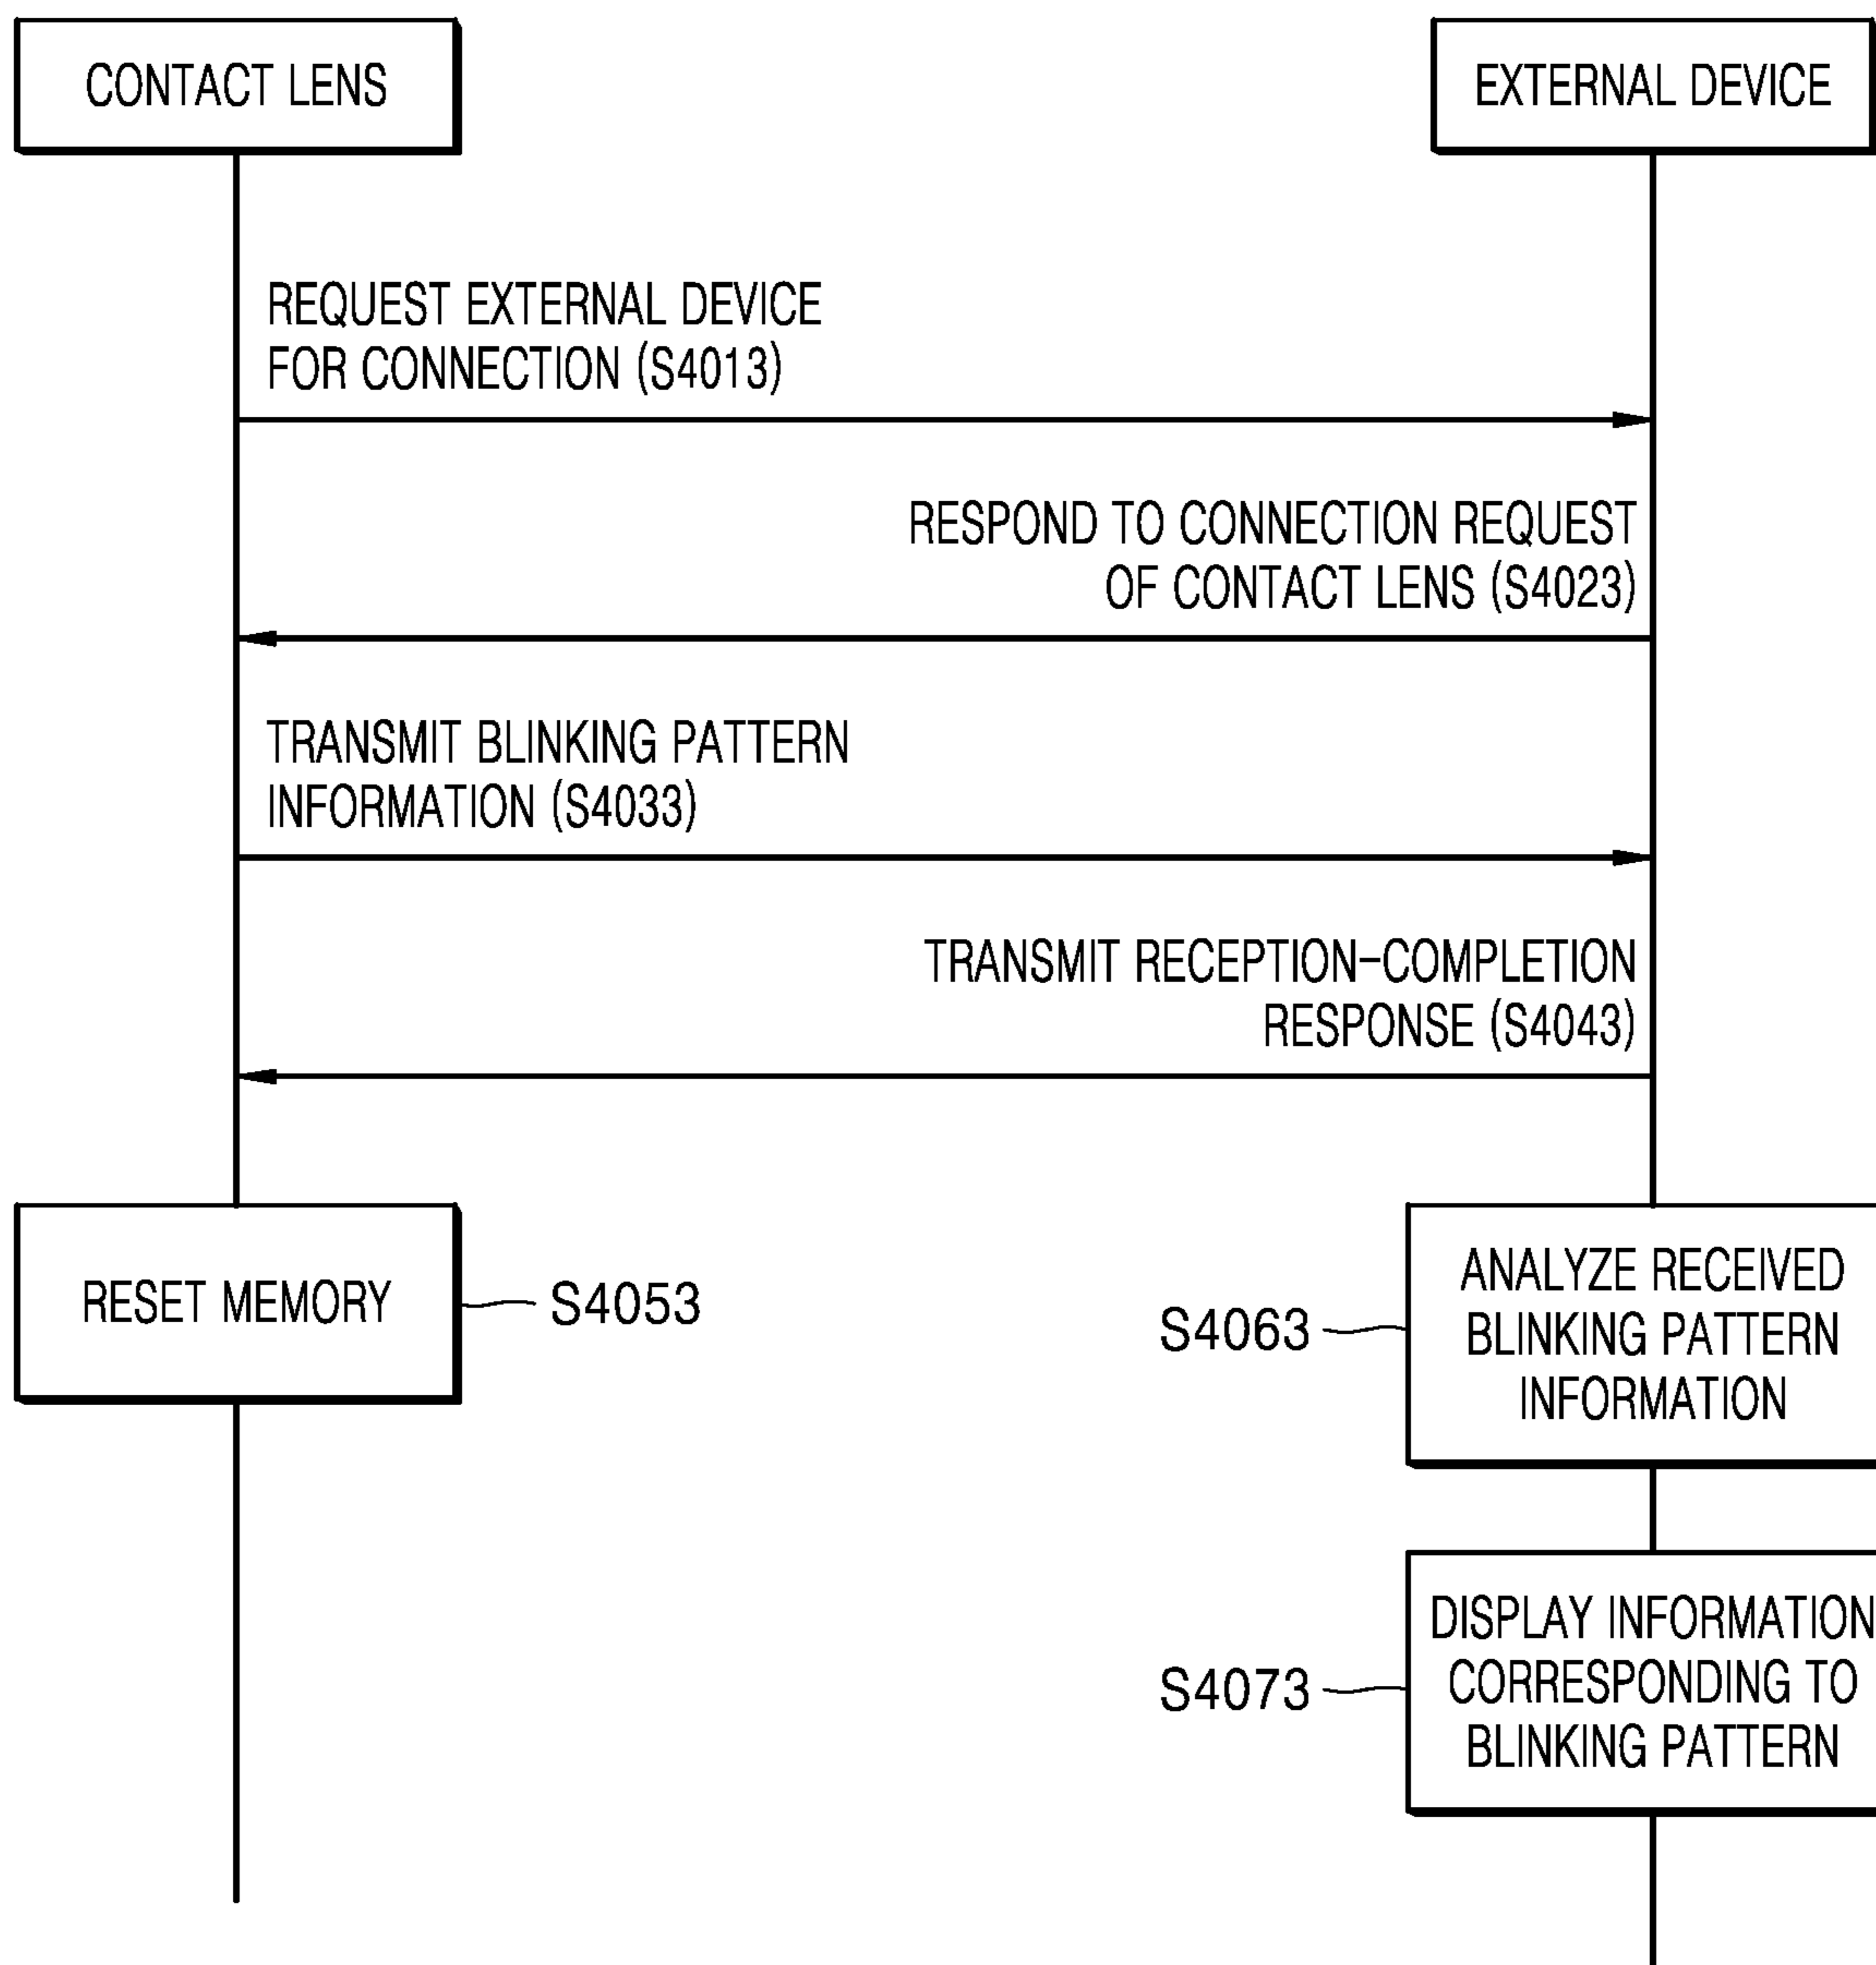 CONTACT LENS
EXTERNAL DEVICE
REQUEST EXTERNAL DEVICE
FOR CONNECTION (S4013)
RESPOND TO CONNECTION REQUEST
OF CONTACT LENS (S4023)
TRANSMIT BLINKING PATTERN
INFORMATION (S4033)
TRANSMIT RECEPTION-COMPLETION
RESPONSE (S4043)
RESET MEMORY
S4053
S4063
ANALYZE RECEIVED
BLINKING PATTERN
INFORMATION
S4073
DISPLAY INFORMATION
CORRESPONDING TO
BLINKING PATTERN